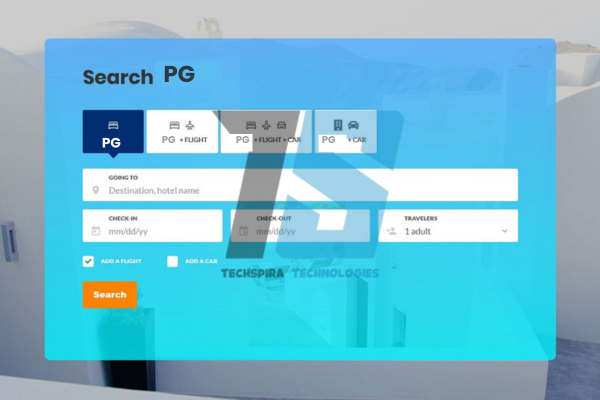 Search PG
PG
PG + FLIGHT
PG + FLIGHT + CAR
PG + CAR
GOING TO
Destination, hotel name
CHECK-IN
mm/dd/yy
CHECK-OUT
mm/dd/yy
TRAVELERS
1 adult
ADD A FLIGHT
ADD A CAR
TS
TECHSPIRA TECHNOLOGIES
Search